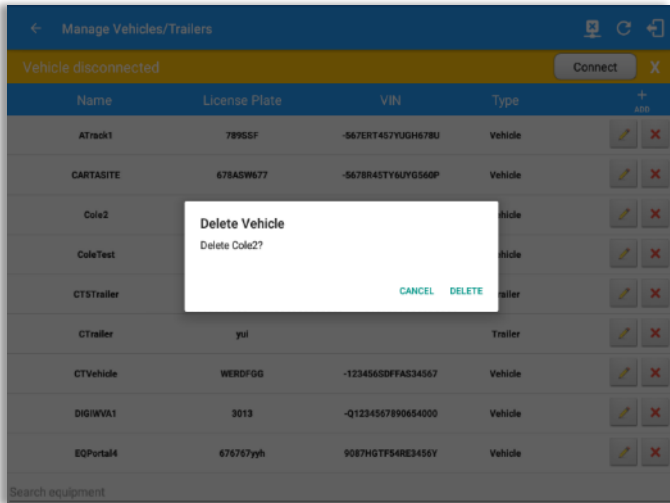 Manage Vehicles/Trailers
Vehicle disconnected Connect X
Name License Plate VIN Type + ADD
ATrack1 789SSF -567ERT457YUGH678U Vehicle
CARTASITE 678ASW677 -5678R45TY6UYG560P Vehicle
Cole2
Delete Vehicle
Delete Cole2?
ColeTest
CANCEL DELETE
CT5Trailer
CTrailer yui Trailer
CTVehicle WERDFGG -123456SDFFAS34567 Vehicle
DIGIWVA1 3013 -Q1234567890654000 Vehicle
EQPortal4 676767yyh 9087HGTF54RE3456Y Vehicle
Search equipment